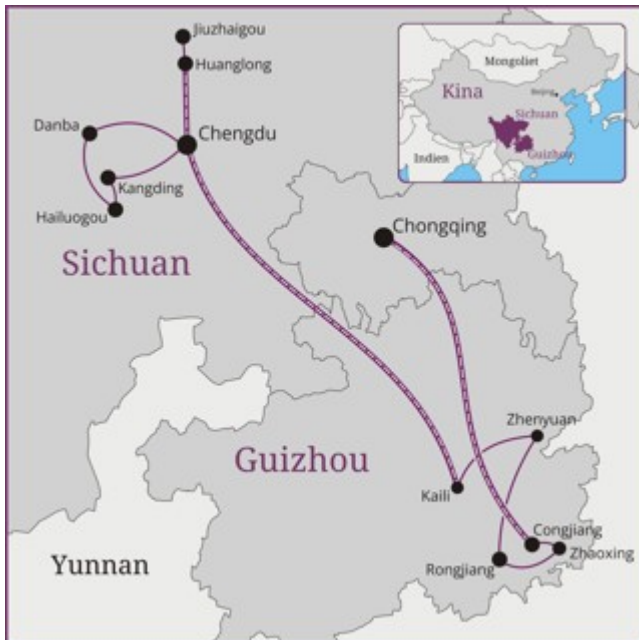 Jiuzhaigou
Huanglong
Danba
Chengdu
Kangding
Hailuogou
Sichuan
Mongoliet
Beijing
Kina
Sichuan
Guizhou
Indien
Chongqing
Zhenyuan
Guizhou
Kaili
Congjiang
Zhaoxing
Rongjiang
Yunnan